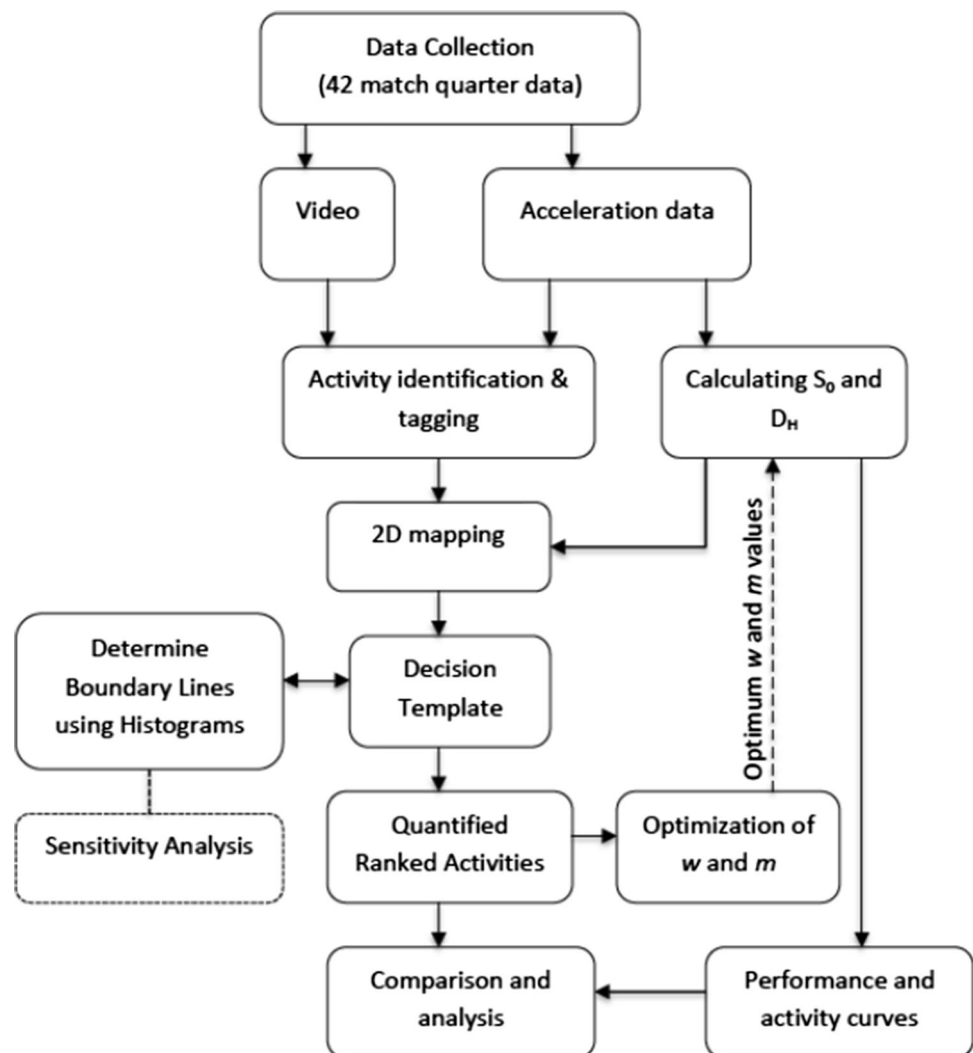 Data Collection
(42 match quarter data)
Video
Acceleration data
Activity identification &
tagging
Calculating S₀ and
Dₕ
2D mapping
Optimum w and m values
Determine
Boundary Lines
using Histograms
Decision
Template
Sensitivity Analysis
Quantified
Ranked Activities
Optimization of
w and m
Comparison and
analysis
Performance and
activity curves